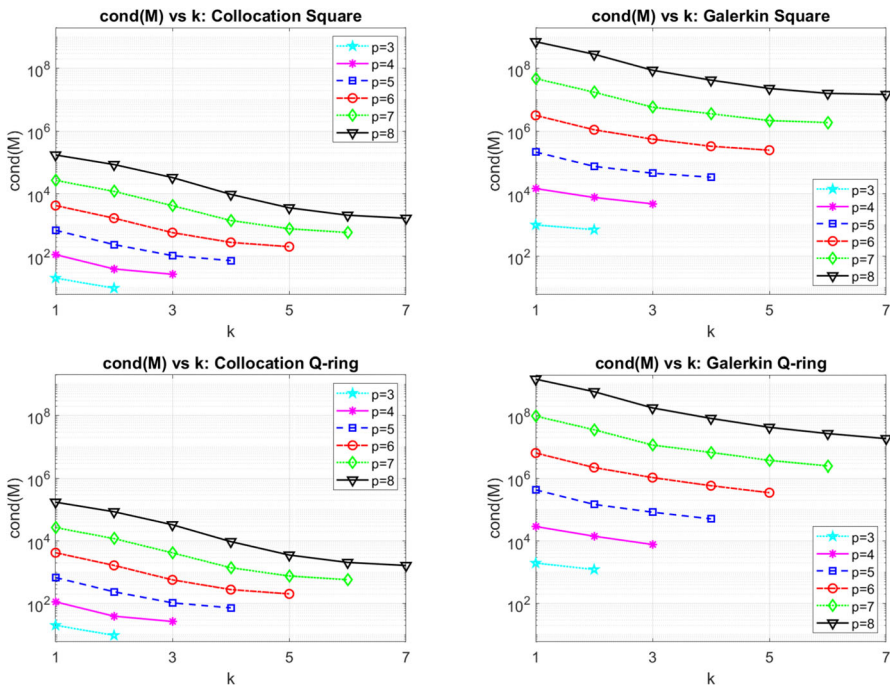 cond(M) vs k: Collocation Square
cond(M)
10^8
10^6
10^4
10^2
1
3
5
7
k
p=3
p=4
p=5
p=6
p=7
p=8
cond(M) vs k: Galerkin Square
cond(M)
10^8
10^6
10^4
10^2
1
3
5
7
k
p=3
p=4
p=5
p=6
p=7
p=8
cond(M) vs k: Collocation Q-ring
cond(M)
10^8
10^6
10^4
10^2
1
3
5
7
k
p=3
p=4
p=5
p=6
p=7
p=8
cond(M) vs k: Galerkin Q-ring
cond(M)
10^8
10^6
10^4
10^2
1
3
5
7
k
p=3
p=4
p=5
p=6
p=7
p=8